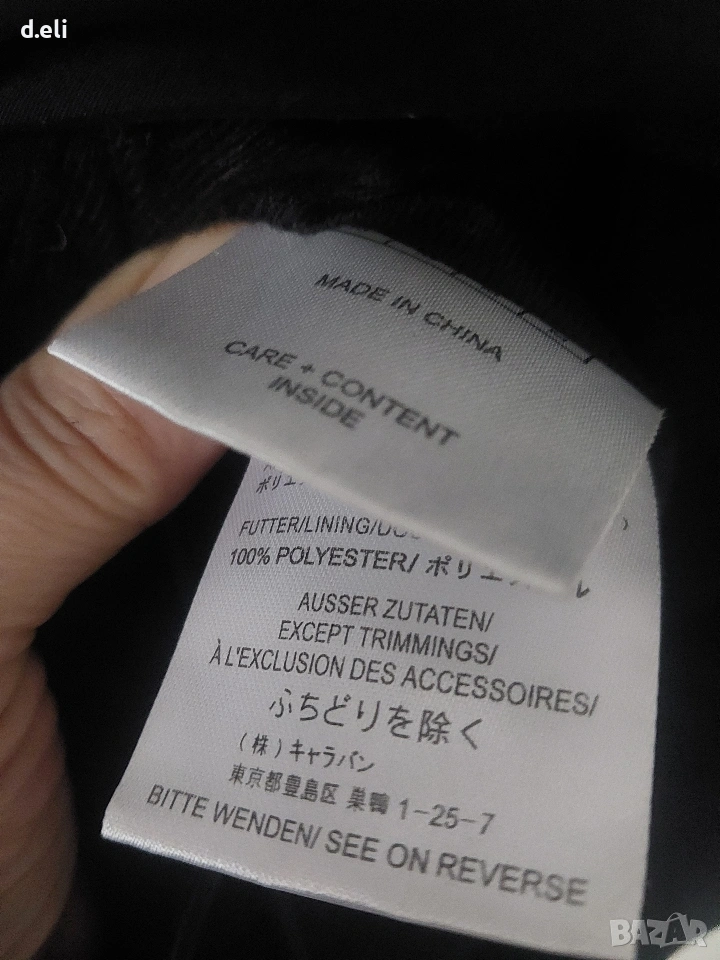 d.eli
MADE IN CHINA
CARE + CONTENT
INSIDE
FUTTER/LINING/
100% POLYESTER/
AUSSER ZUTATEN/
EXCEPT TRIMMINGS/
À L'EXCLUSION DES ACCESSOIRES/
ふちどりを除く
(株)キャラバン
東京都豊島区 巣鴨 1-25-7
BITTE WENDEN/ SEE ON REVERSE
BAZAR